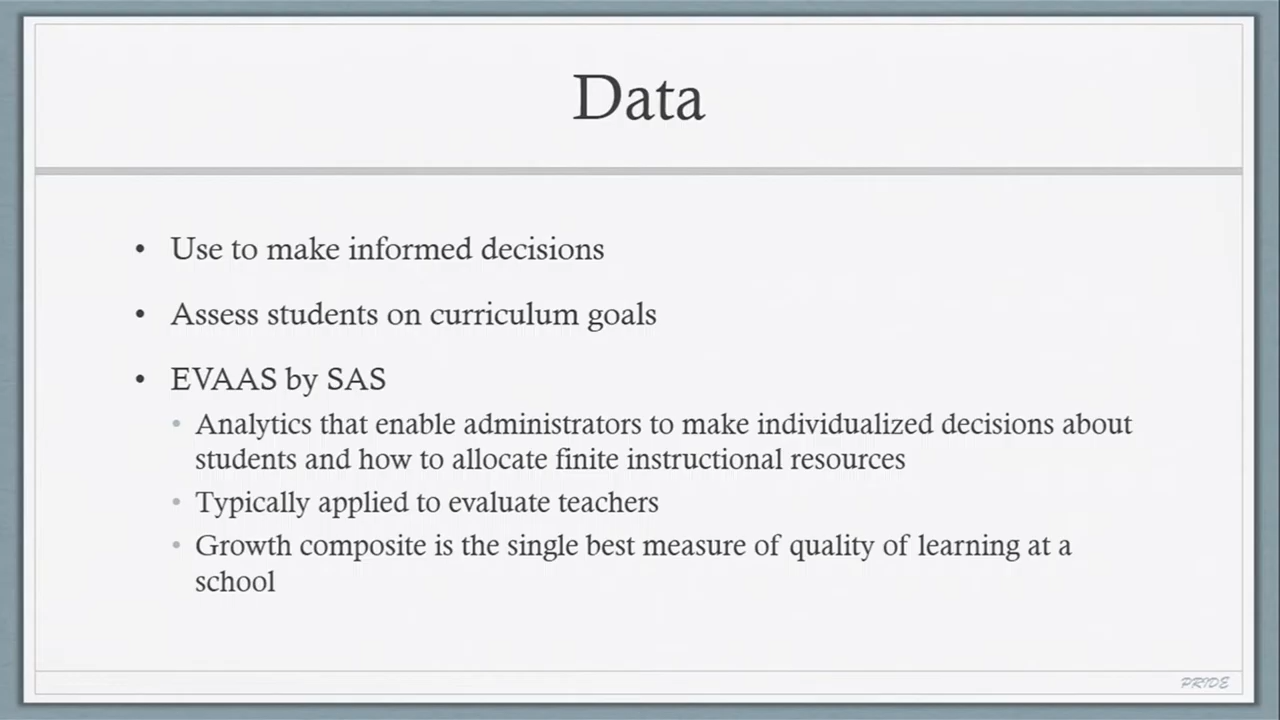 Data
• Use to make informed decisions
• Assess students on curriculum goals
• EVAAS by SAS
• Analytics that enable administrators to make individualized decisions about
students and how to allocate finite instructional resources
• Typically applied to evaluate teachers
• Growth composite is the single best measure of quality of learning at a
school
PRIDE